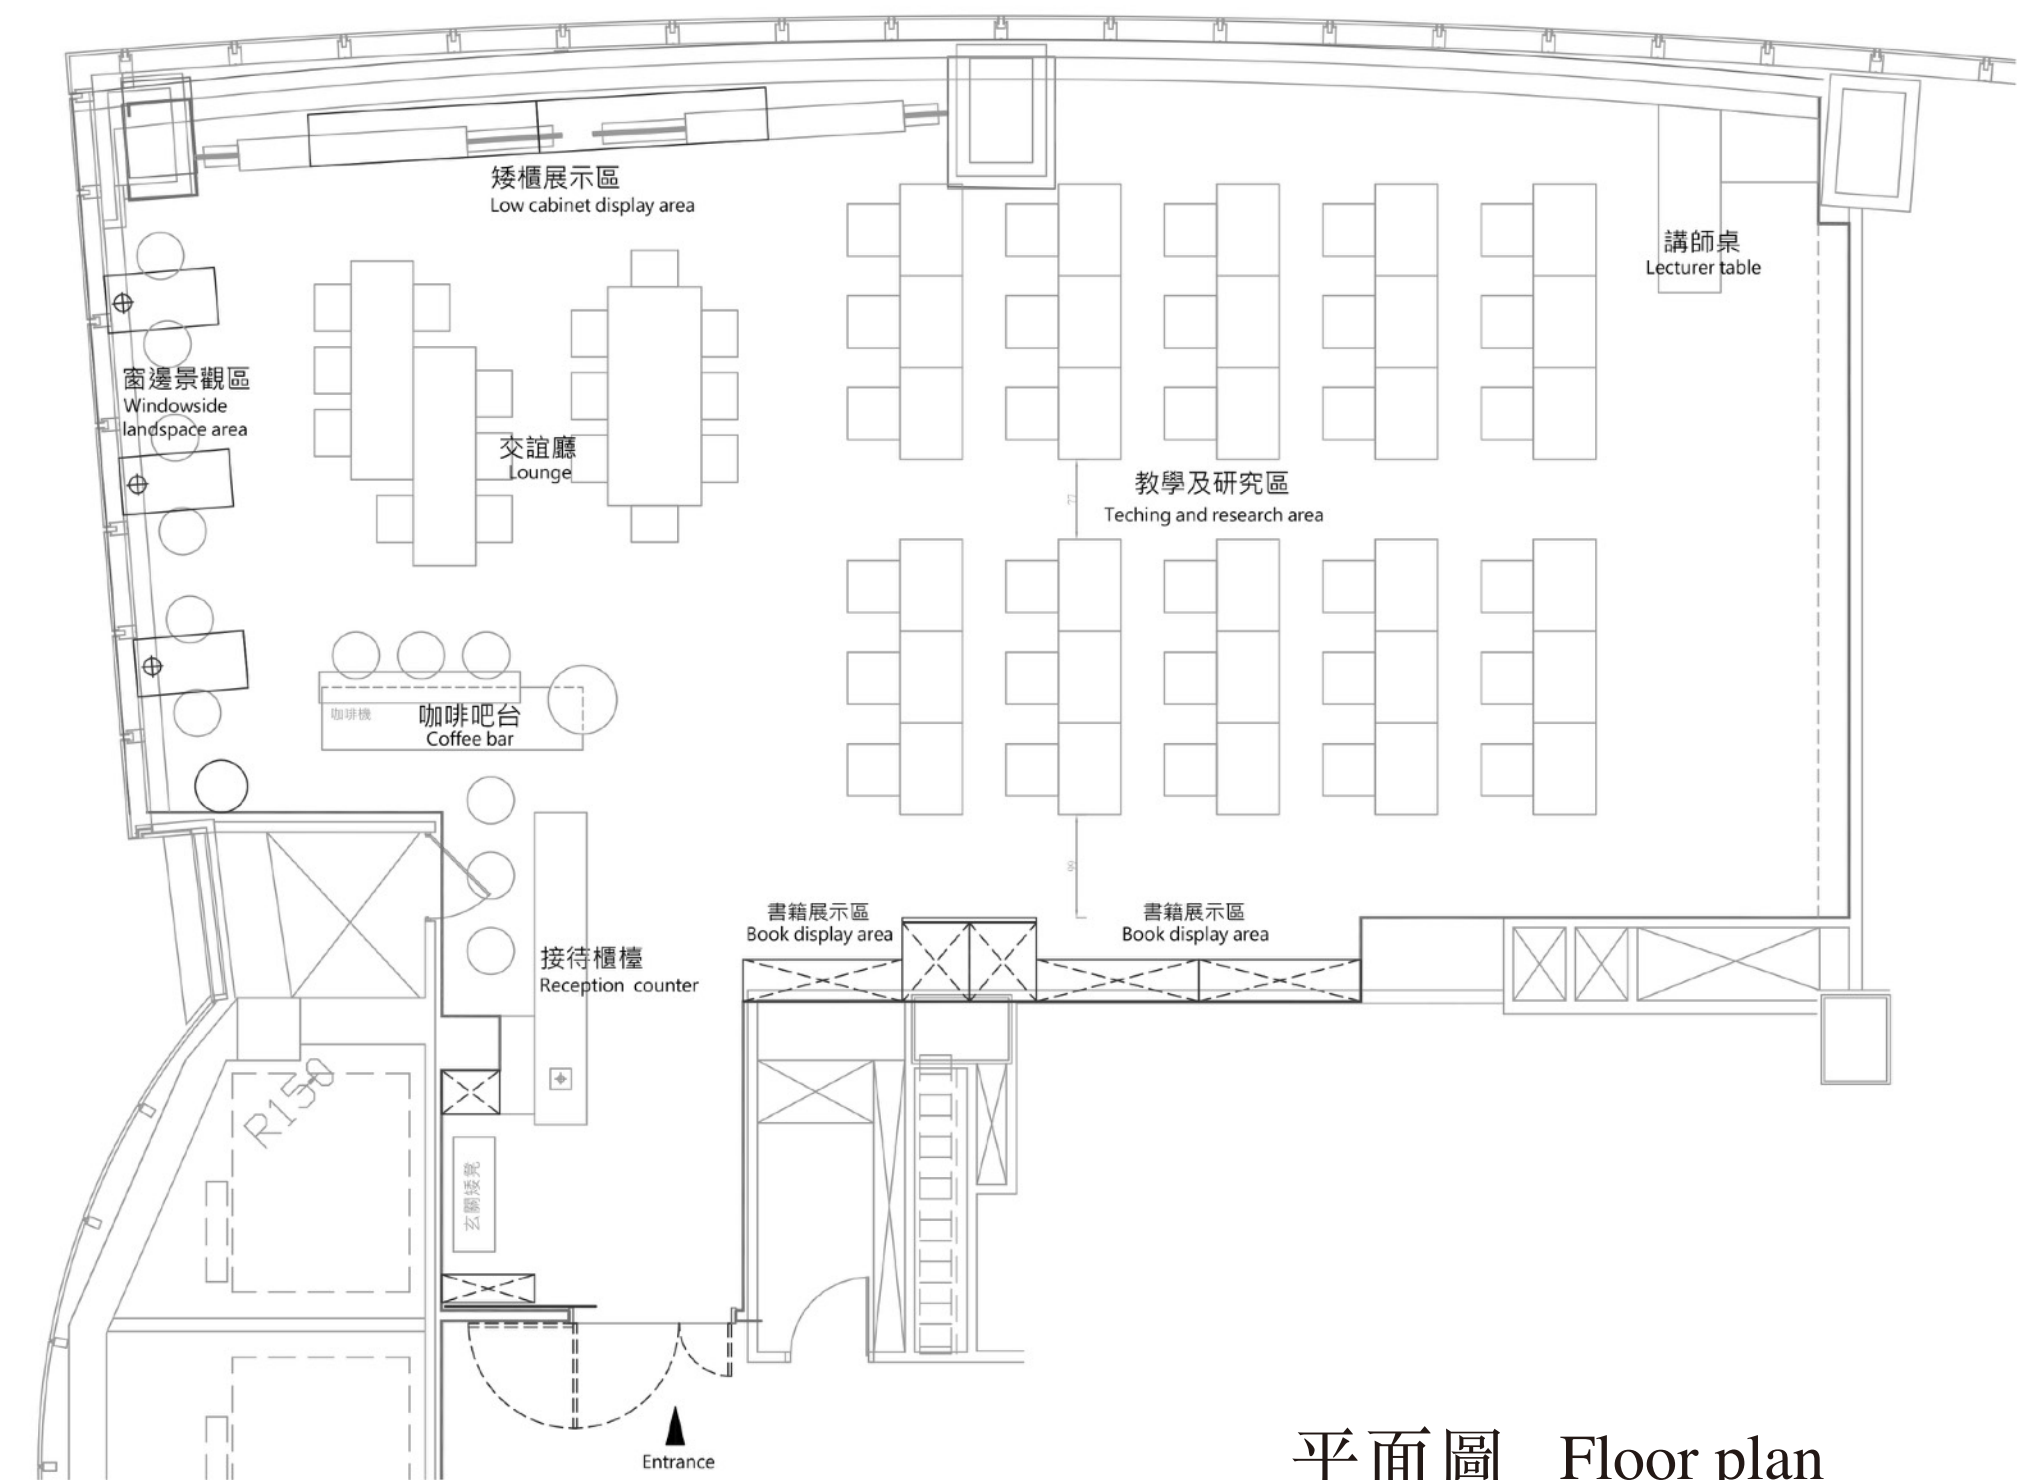 矮櫃展示區
Low cabinet display area
講師桌
Lecturer table
窗邊景觀區
Windowside
landspace area
交誼廳
Lounge
教學及研究區
Teching and research area
77
咖啡機
咖啡吧台
Coffee bar
99
書籍展示區
Book display area
書籍展示區
Book display area
接待櫃檯
Reception counter
R150
玄關矮凳
Entrance
平面圖 Floor plan